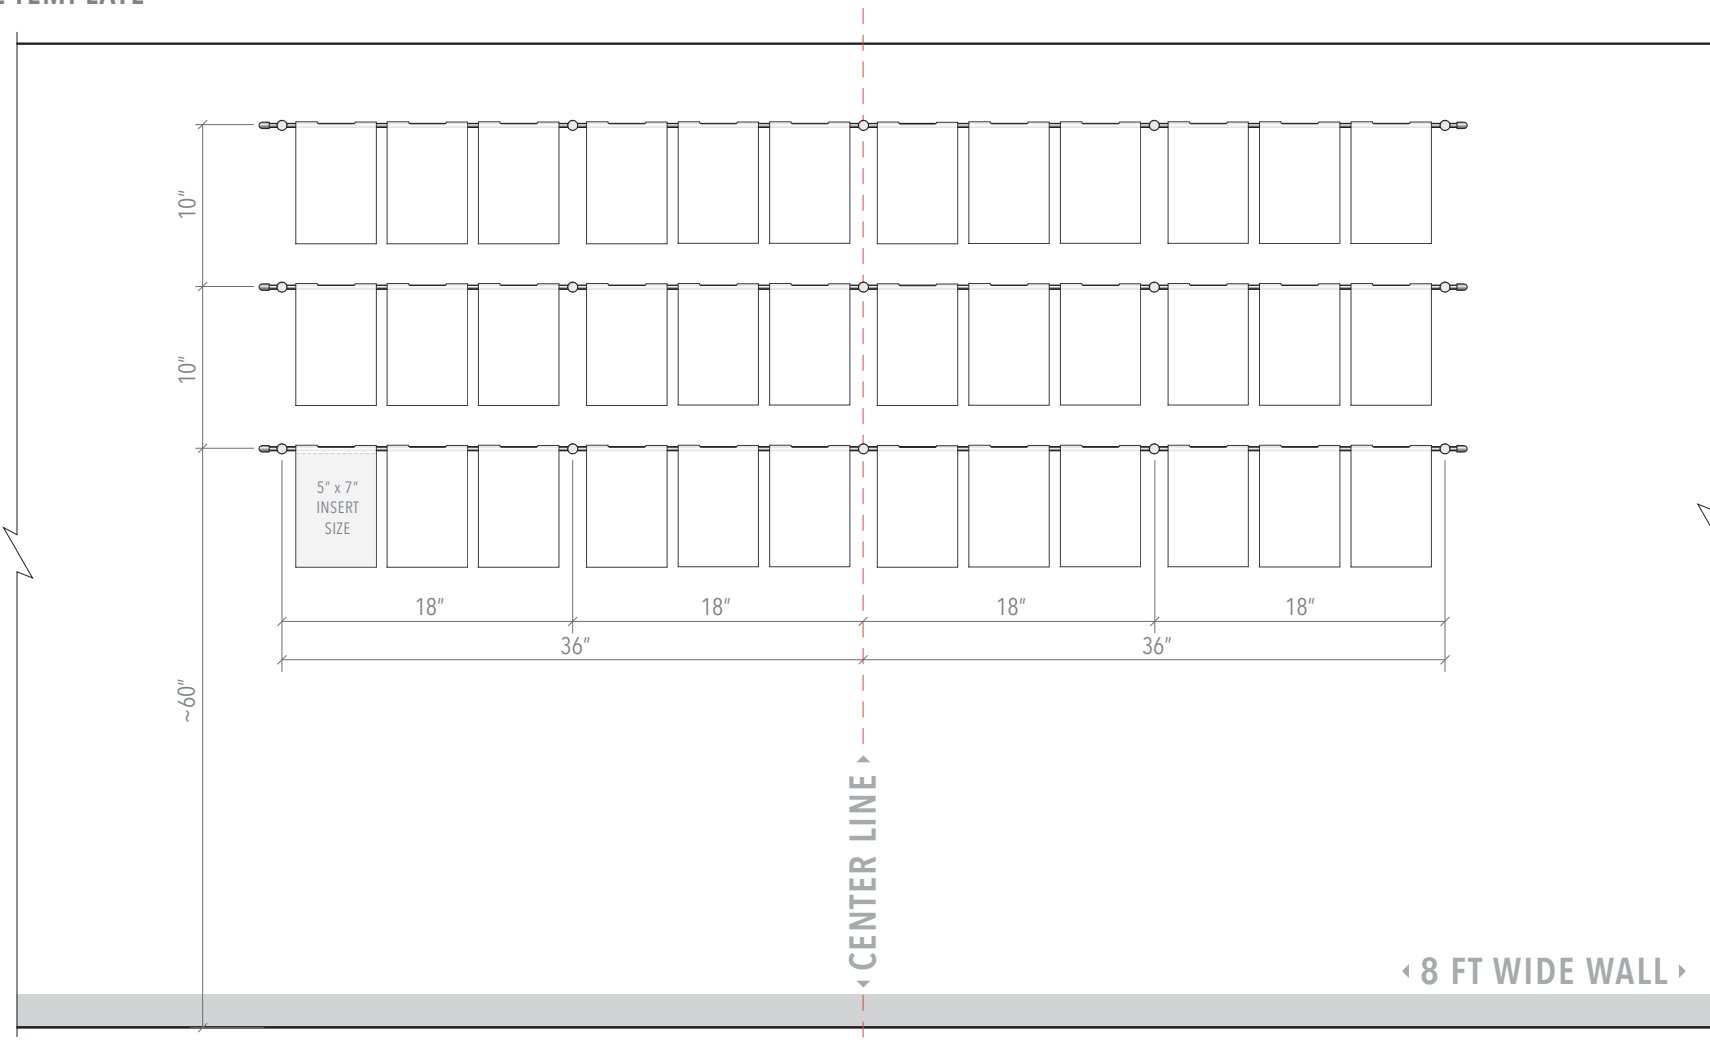 TEMPLATE
10″
10″
5″ x 7″
INSERT
SIZE
18″
18″
18″
18″
36″
36″
~60″
CENTER LINE
8 FT WIDE WALL